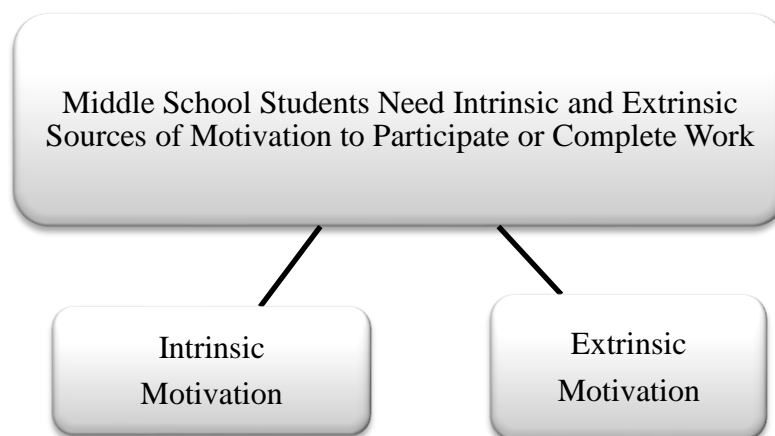 Middle School Students Need Intrinsic and Extrinsic
Sources of Motivation to Participate or Complete Work
Intrinsic
Motivation
Extrinsic
Motivation